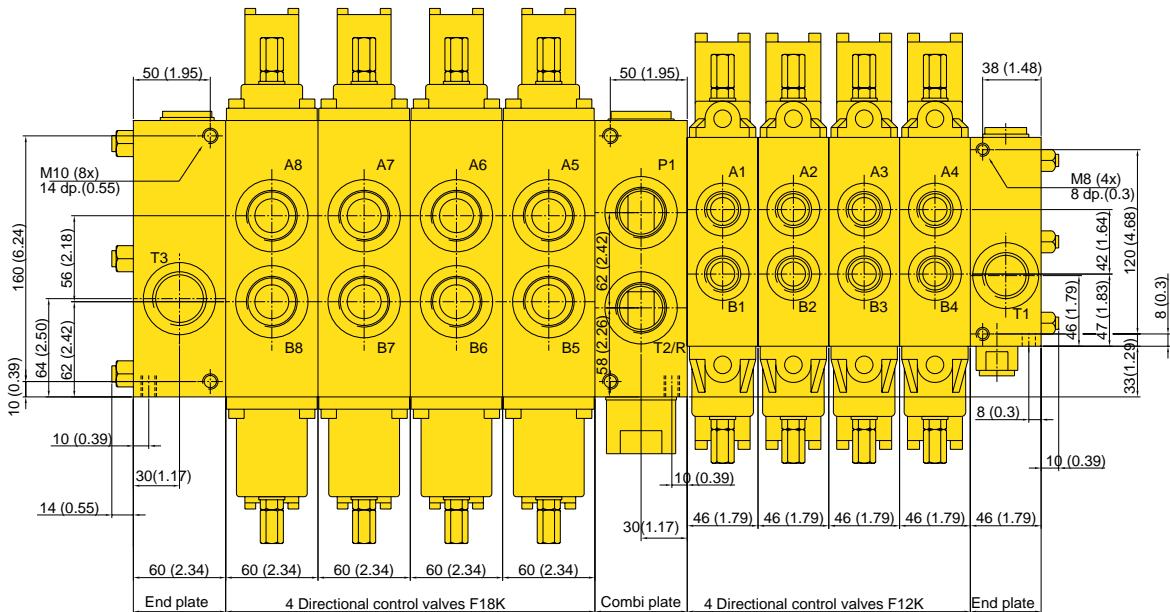 50 (1.95)
50 (1.95)
38 (1.48)
M10 (8x)
14 dp.(0.55)
A8
A7
A6
A5
P1
A1
A2
A3
A4
M8 (4x)
8 dp.(0.3)
160 (6.24)
56 (2.18)
64 (2.50)
62 (2.42)
10 (0.39)
T3
62 (2.42)
58 (2.26)
42 (1.64)
120 (4.68)
46 (1.79)
47 (1.83)
8 (0.3)
33(1.29)
B8
B7
B6
B5
T2/R
B1
B2
B3
B4
T1
10 (0.39)
30(1.17)
14 (0.55)
8 (0.3)
10 (0.39)
10 (0.39)
30(1.17)
46 (1.79)
46 (1.79)
46 (1.79)
46 (1.79)
46 (1.79)
60 (2.34)
60 (2.34)
60 (2.34)
60 (2.34)
60 (2.34)
End plate
4 Directional control valves F18K
Combi plate
4 Directional control valves F12K
End plate